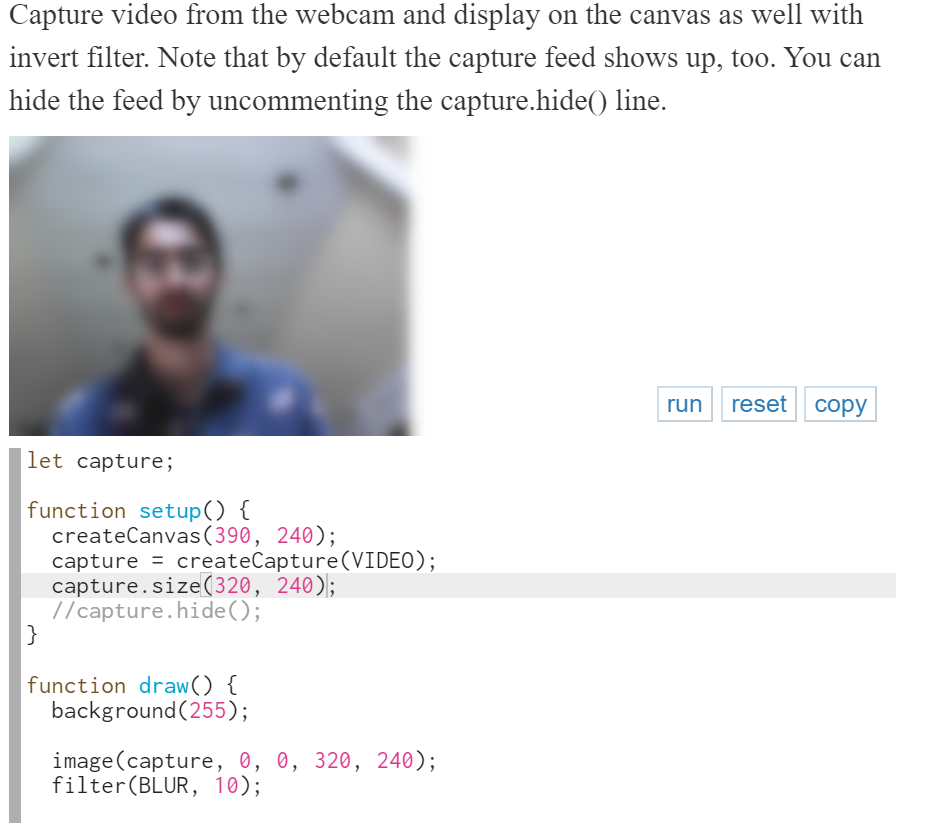 Capture video from the webcam and display on the canvas as well with
invert filter. Note that by default the capture feed shows up, too. You can
hide the feed by uncommenting the capture.hide() line.
run reset copy
let capture;
function setup() {
createCanvas(390, 240);
capture = createCapture(VIDEO);
capture.size(320, 240);
//capture.hide();
}
function draw() {
background(255);
image(capture, 0, 0, 320, 240);
filter(BLUR, 10);